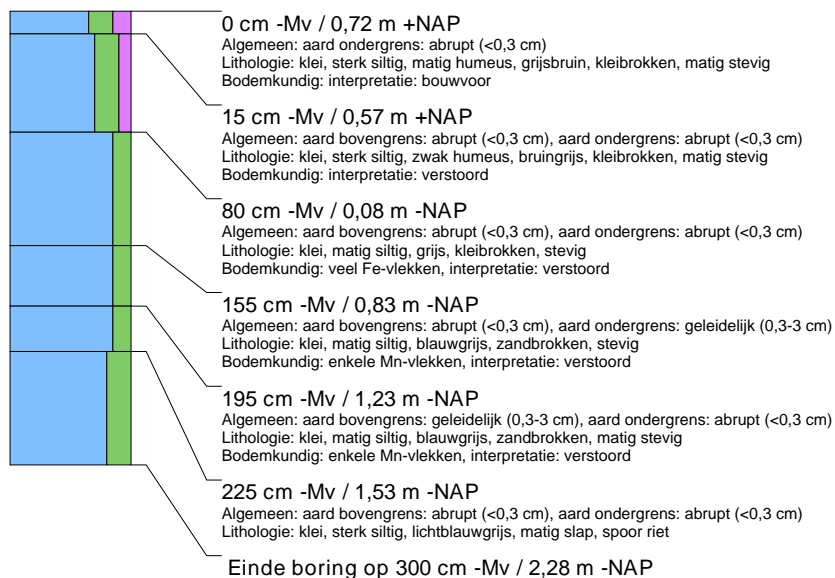 0 cm -Mv / 0,72 m +NAP
Algemeen: aard ondergrens: abrupt (<0,3 cm)
Lithologie: klei, sterk siltig, matig humeus, grijsbruin, kleibrokken, matig stevig
Bodemkundig: interpretatie: bouwvoor
15 cm -Mv / 0,57 m +NAP
Algemeen: aard bovengrens: abrupt (<0,3 cm), aard ondergrens: abrupt (<0,3 cm)
Lithologie: klei, sterk siltig, zwak humeus, bruingrijs, kleibrokken, matig stevig
Bodemkundig: interpretatie: verstoord
80 cm -Mv / 0,08 m -NAP
Algemeen: aard bovengrens: abrupt (<0,3 cm), aard ondergrens: abrupt (<0,3 cm)
Lithologie: klei, matig siltig, grijs, kleibrokken, stevig
Bodemkundig: veel Fe-vlekken, interpretatie: verstoord
155 cm -Mv / 0,83 m -NAP
Algemeen: aard bovengrens: abrupt (<0,3 cm), aard ondergrens: geleidelijk (0,3-3 cm)
Lithologie: klei, matig siltig, blauwgrijs, zandbrokken, stevig
Bodemkundig: enkele Mn-vlekken, interpretatie: verstoord
195 cm -Mv / 1,23 m -NAP
Algemeen: aard bovengrens: geleidelijk (0,3-3 cm), aard ondergrens: abrupt (<0,3 cm)
Lithologie: klei, matig siltig, blauwgrijs, zandbrokken, matig stevig
Bodemkundig: enkele Mn-vlekken, interpretatie: verstoord
225 cm -Mv / 1,53 m -NAP
Algemeen: aard bovengrens: abrupt (<0,3 cm), aard ondergrens: abrupt (<0,3 cm)
Lithologie: klei, sterk siltig, lichtblauwgrijs, matig slap, spoor riet
Einde boring op 300 cm -Mv / 2,28 m -NAP